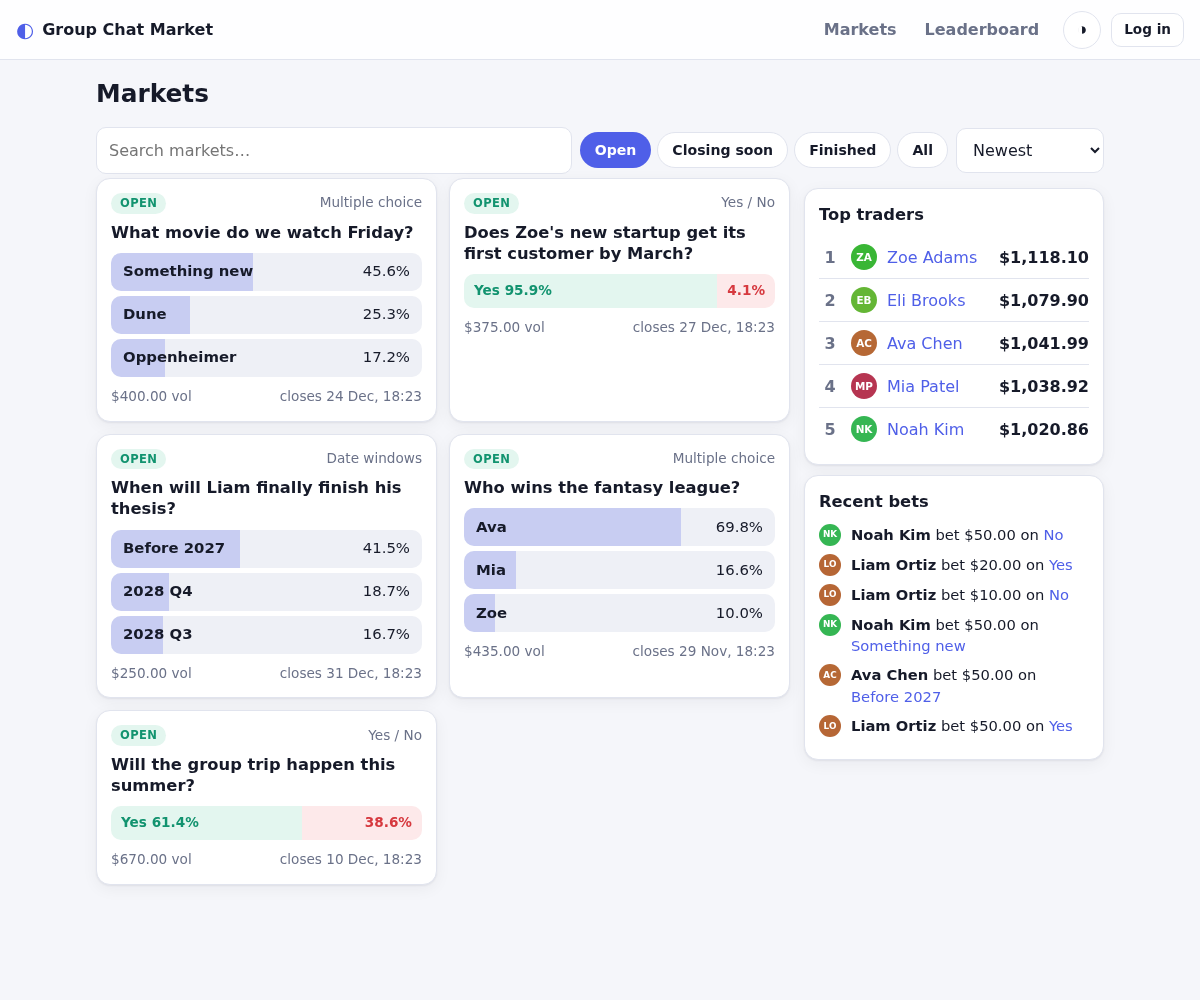 Group Chat Market
Markets
Leaderboard
Log in
Markets
Search markets…
Open
Closing soon
Finished
All
Newest
OPEN
Multiple choice
What movie do we watch Friday?
Something new 45.6%
Dune 25.3%
Oppenheimer 17.2%
$400.00 vol closes 24 Dec, 18:23
OPEN
Yes / No
Does Zoe's new startup get its
first customer by March?
Yes 95.9% 4.1%
$375.00 vol closes 27 Dec, 18:23
OPEN
Date windows
When will Liam finally finish his
thesis?
Before 2027 41.5%
2028 Q4 18.7%
2028 Q3 16.7%
$250.00 vol closes 31 Dec, 18:23
OPEN
Multiple choice
Who wins the fantasy league?
Ava 69.8%
Mia 16.6%
Zoe 10.0%
$435.00 vol closes 29 Nov, 18:23
OPEN
Yes / No
Will the group trip happen this
summer?
Yes 61.4% 38.6%
$670.00 vol closes 10 Dec, 18:23
Top traders
1 ZA Zoe Adams $1,118.10
2 EB Eli Brooks $1,079.90
3 AC Ava Chen $1,041.99
4 MP Mia Patel $1,038.92
5 NK Noah Kim $1,020.86
Recent bets
NK Noah Kim bet $50.00 on No
LO Liam Ortiz bet $20.00 on Yes
LO Liam Ortiz bet $10.00 on No
NK Noah Kim bet $50.00 on
Something new
AC Ava Chen bet $50.00 on
Before 2027
LO Liam Ortiz bet $50.00 on Yes